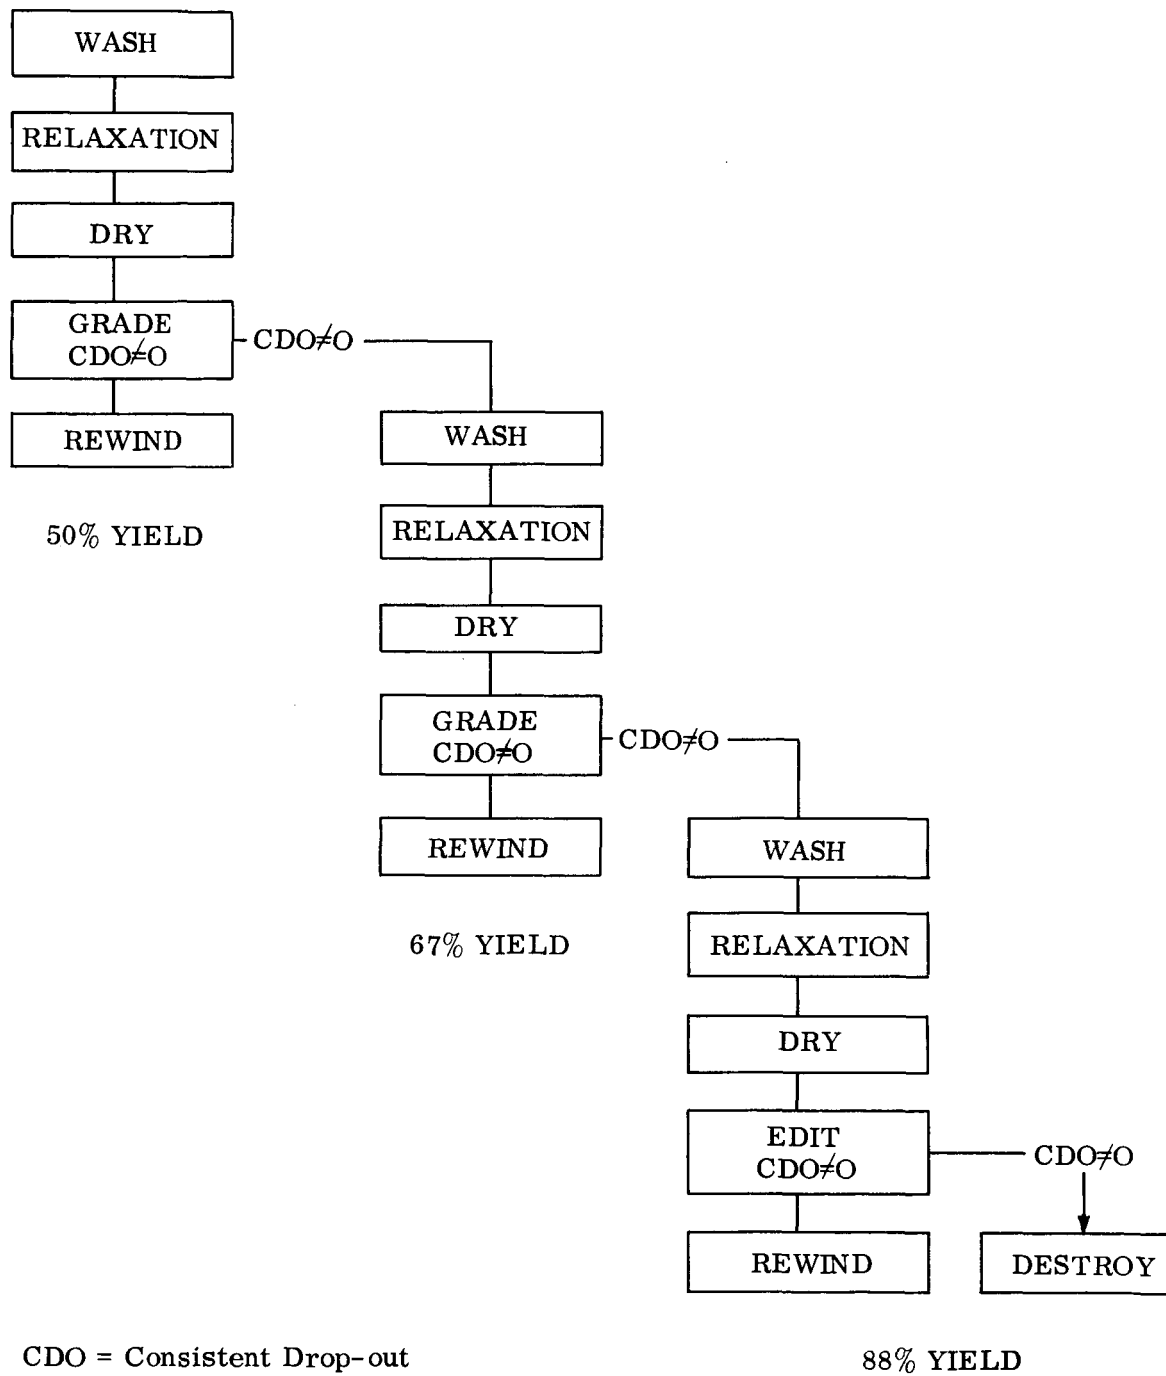 WASH
RELAXATION
DRY
GRADE
CDO≠O
CDO≠O
REWIND
50% YIELD
WASH
RELAXATION
DRY
GRADE
CDO≠O
CDO≠O
REWIND
67% YIELD
WASH
RELAXATION
DRY
EDIT
CDO≠O
CDO≠O
REWIND
DESTROY
CDO = Consistent Drop-out
88% YIELD